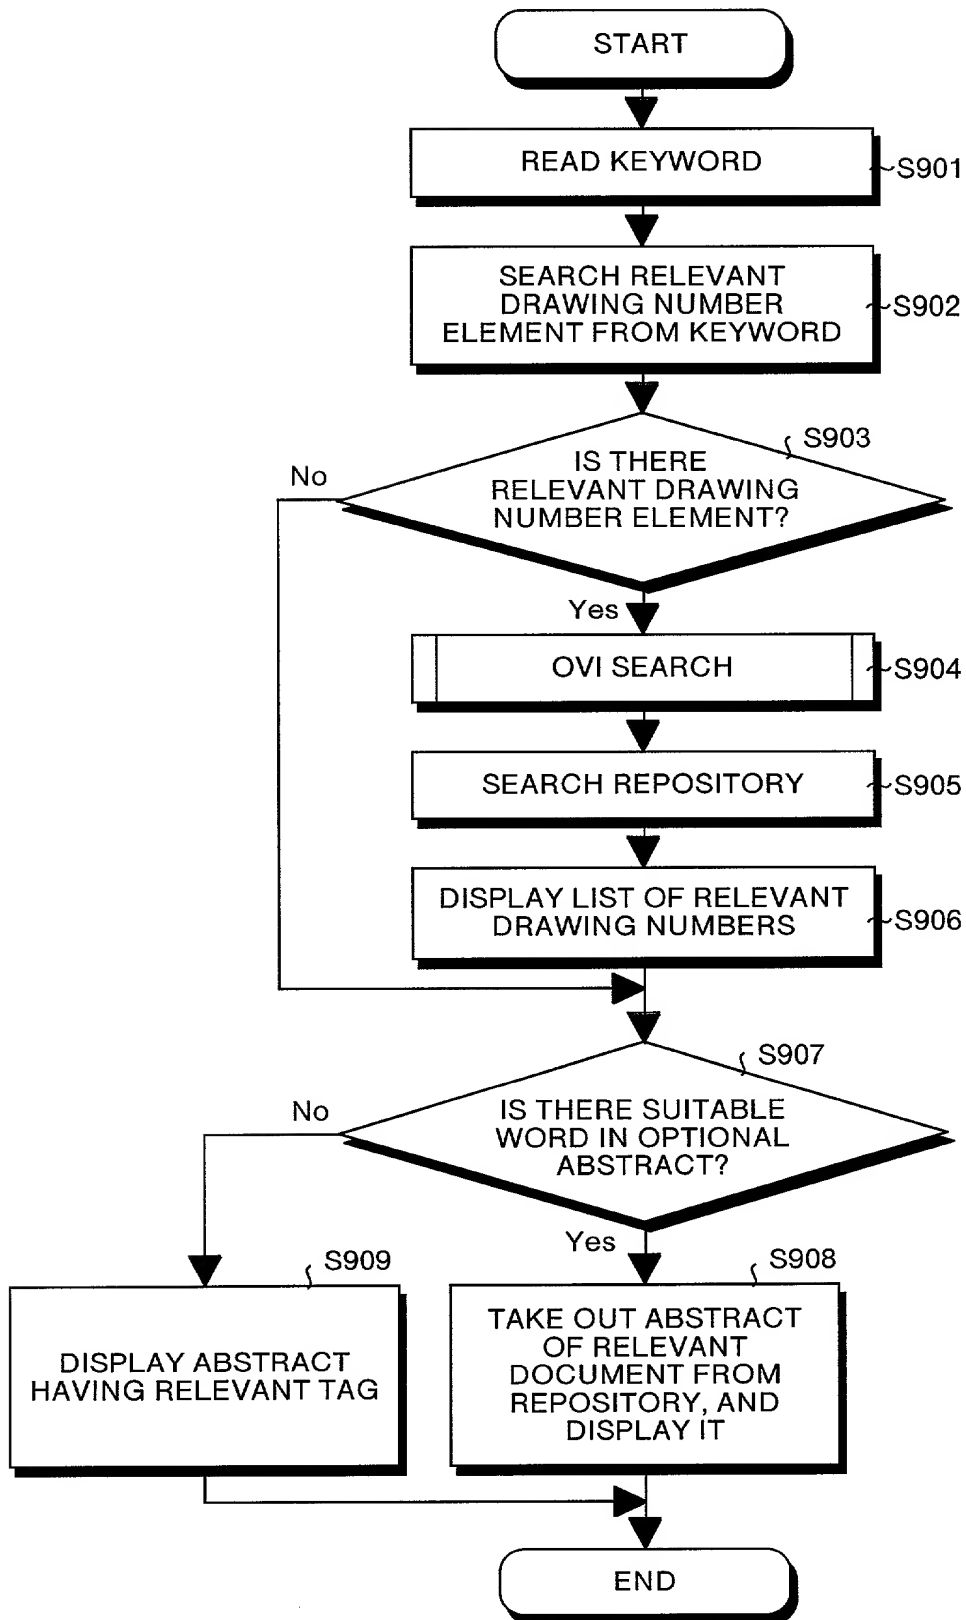 START
READ KEYWORD
S901
SEARCH RELEVANT
DRAWING NUMBER
ELEMENT FROM KEYWORD
S902
S903
IS THERE
RELEVANT DRAWING
NUMBER ELEMENT?
No
Yes
OVI SEARCH
S904
SEARCH REPOSITORY
S905
DISPLAY LIST OF RELEVANT
DRAWING NUMBERS
S906
S907
IS THERE SUITABLE
WORD IN OPTIONAL
ABSTRACT?
No
Yes
S909
DISPLAY ABSTRACT
HAVING RELEVANT TAG
S908
TAKE OUT ABSTRACT
OF RELEVANT
DOCUMENT FROM
REPOSITORY, AND
DISPLAY IT
END